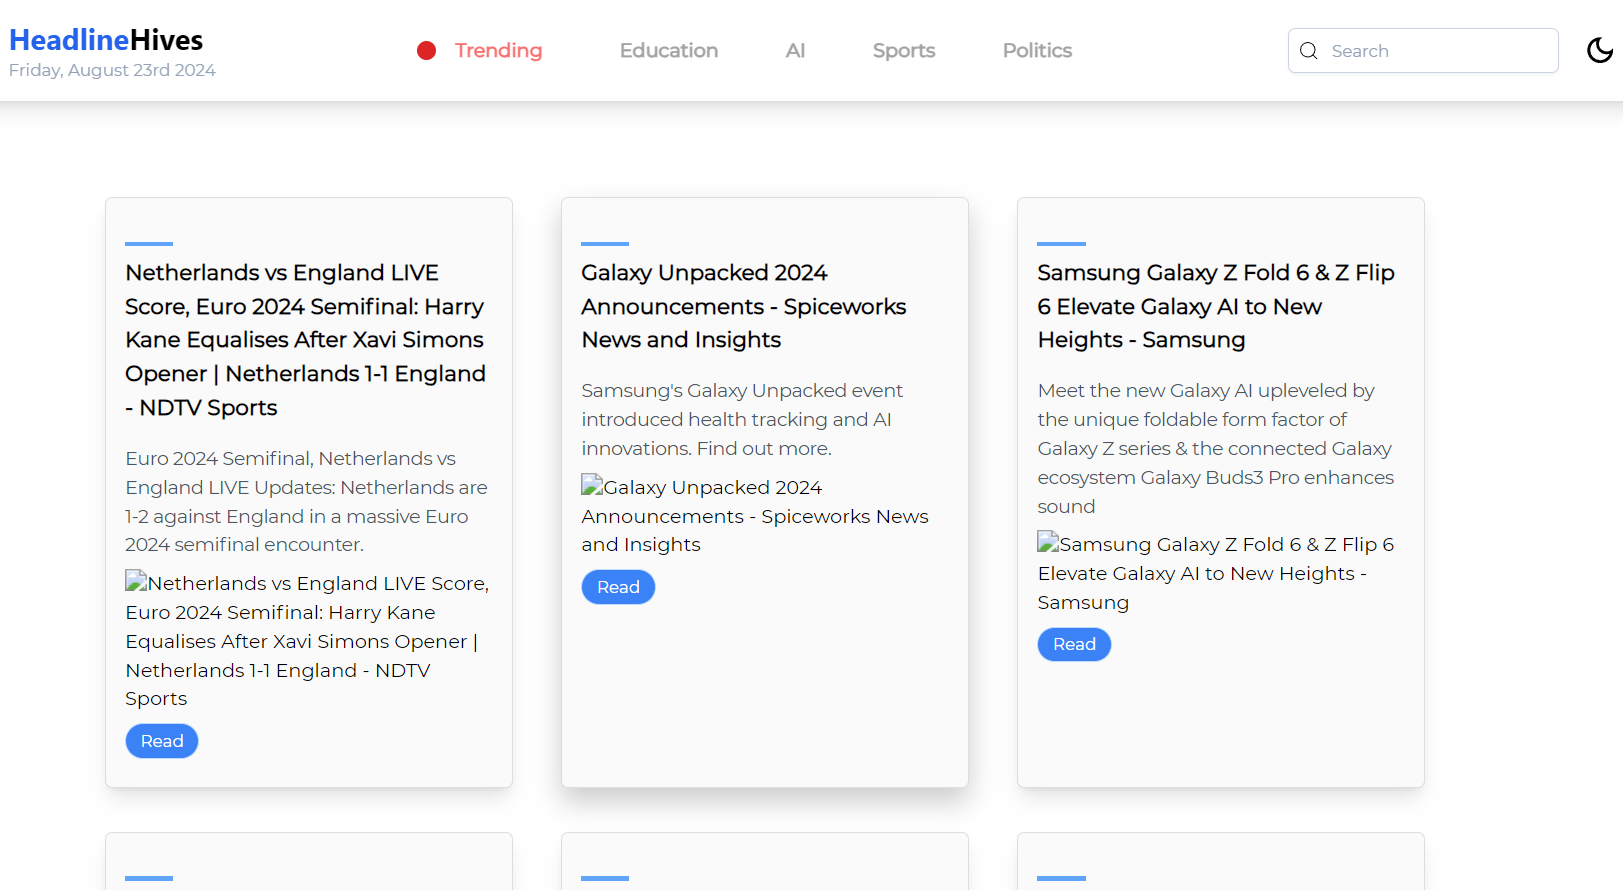 HeadlineHives
Friday, August 23rd 2024
Trending
Education
AI
Sports
Politics
Search
Netherlands vs England LIVE
Score, Euro 2024 Semifinal: Harry
Kane Equalises After Xavi Simons
Opener | Netherlands 1-1 England
- NDTV Sports
Euro 2024 Semifinal, Netherlands vs
England LIVE Updates: Netherlands are
1-2 against England in a massive Euro
2024 semifinal encounter.
Netherlands vs England LIVE Score,
Euro 2024 Semifinal: Harry Kane
Equalises After Xavi Simons Opener |
Netherlands 1-1 England - NDTV
Sports
Read
Galaxy Unpacked 2024
Announcements - Spiceworks
News and Insights
Samsung's Galaxy Unpacked event
introduced health tracking and AI
innovations. Find out more.
Galaxy Unpacked 2024
Announcements - Spiceworks News
and Insights
Read
Samsung Galaxy Z Fold 6 & Z Flip
6 Elevate Galaxy AI to New
Heights - Samsung
Meet the new Galaxy AI upleveled by
the unique foldable form factor of
Galaxy Z series & the connected Galaxy
ecosystem Galaxy Buds3 Pro enhances
sound
Samsung Galaxy Z Fold 6 & Z Flip 6
Elevate Galaxy AI to New Heights -
Samsung
Read